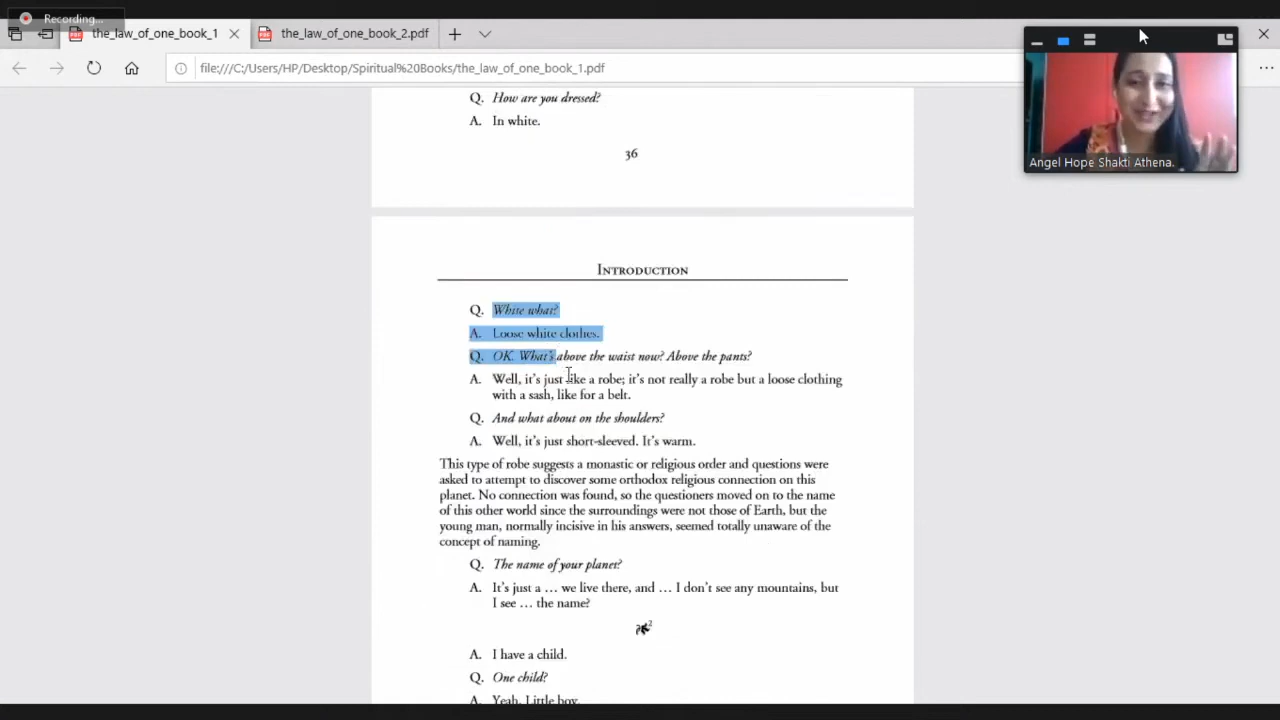 Recording...
the_law_of_one_book_1
the_law_of_one_book_2.pdf
file:///C:/Users/HP/Desktop/Spiritual%20Books/the_law_of_one_book_1.pdf
Angel Hope Shakti Athena.
Q. How are you dressed?
A. In white.
36
Introduction
Q. White what?
A. Loose white clothes.
Q. OK. What's above the waist now? Above the pants?
A. Well, it's just like a robe; it's not really a robe but a loose clothing
with a sash, like for a belt.
Q. And what about on the shoulders?
A. Well, it's just short-sleeved. It's warm.
This type of robe suggests a monastic or religious order and questions were
asked to attempt to discover some orthodox religious connection on this
planet. No connection was found, so the questioners moved on to the name
of this other world since the surroundings were not those of Earth, but the
young man, normally incisive in his answers, seemed totally unaware of the
concept of naming.
Q. The name of your planet?
A. It's just a … we live there, and … I don't see any mountains, but
I see … the name?
2
A. I have a child.
Q. One child?
A. Yeah. Little boy.